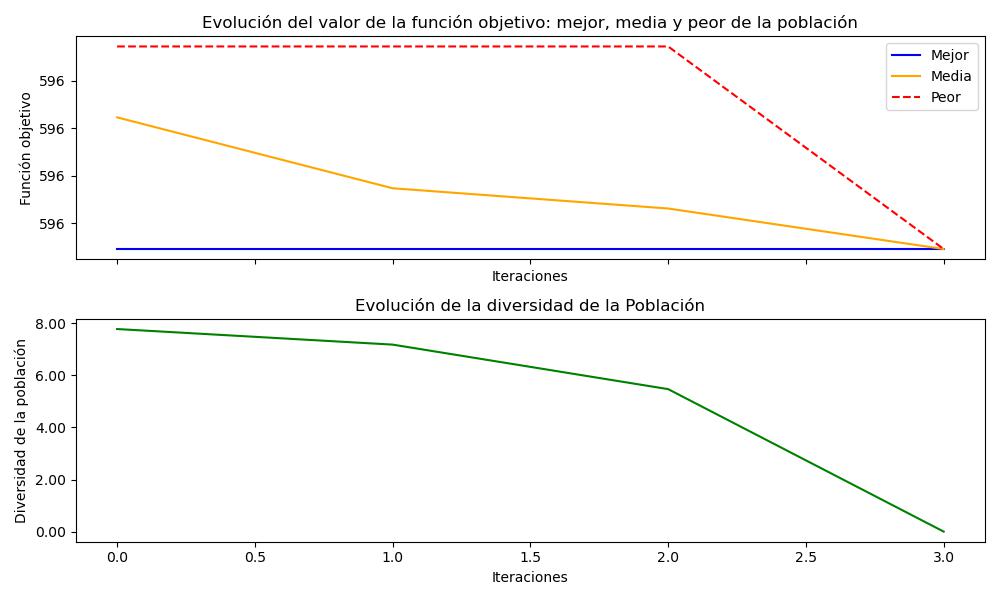 Evolución del valor de la función objetivo: mejor, media y peor de la población
596
596
596
596
Función objetivo
Mejor
Media
Peor
Iteraciones
Evolución de la diversidad de la Población
8.00
6.00
4.00
2.00
0.00
Diversidad de la población
0.0 0.5 1.0 1.5 2.0 2.5 3.0
Iteraciones